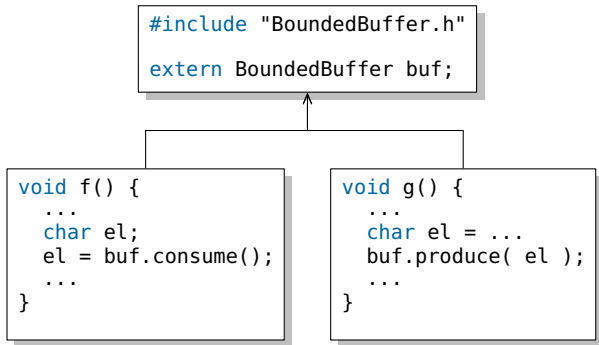 #include "BoundedBuffer.h"
extern BoundedBuffer buf;
void f() {
  ...
  char el;
  el = buf.consume();
  ...
}
void g() {
  ...
  char el = ...
  buf.produce( el );
  ...
}